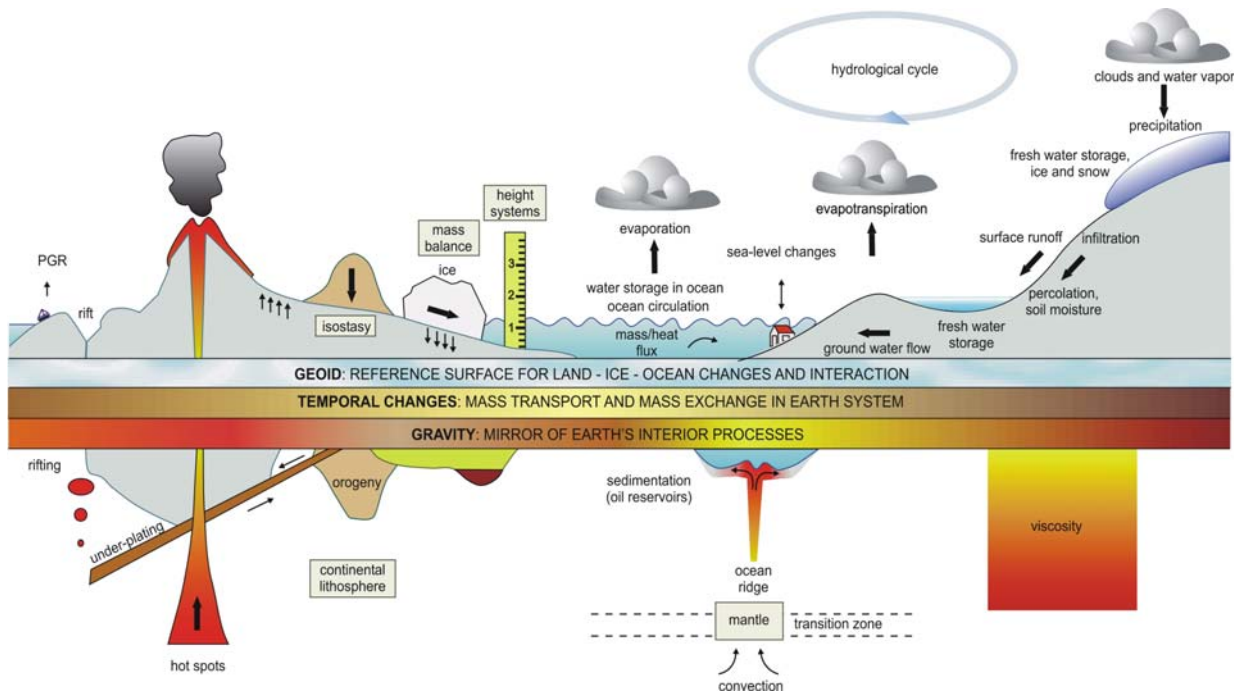 hydrological cycle
clouds and water vapor
precipitation
fresh water storage,
ice and snow
height
systems
mass
balance
ice
evaporation
evapotranspiration
sea-level changes
surface runoff
infiltration
PGR
rift
isostasy
3
2
1
water storage in ocean
ocean circulation
mass/heat
flux
percolation,
soil moisture
fresh water
storage
ground water flow
GEOID: REFERENCE SURFACE FOR LAND - ICE - OCEAN CHANGES AND INTERACTION
TEMPORAL CHANGES: MASS TRANSPORT AND MASS EXCHANGE IN EARTH SYSTEM
GRAVITY: MIRROR OF EARTH'S INTERIOR PROCESSES
rifting
under-plating
orogeny
sedimentation
(oil reservoirs)
viscosity
continental
lithosphere
ocean
ridge
mantle
transition zone
hot spots
convection